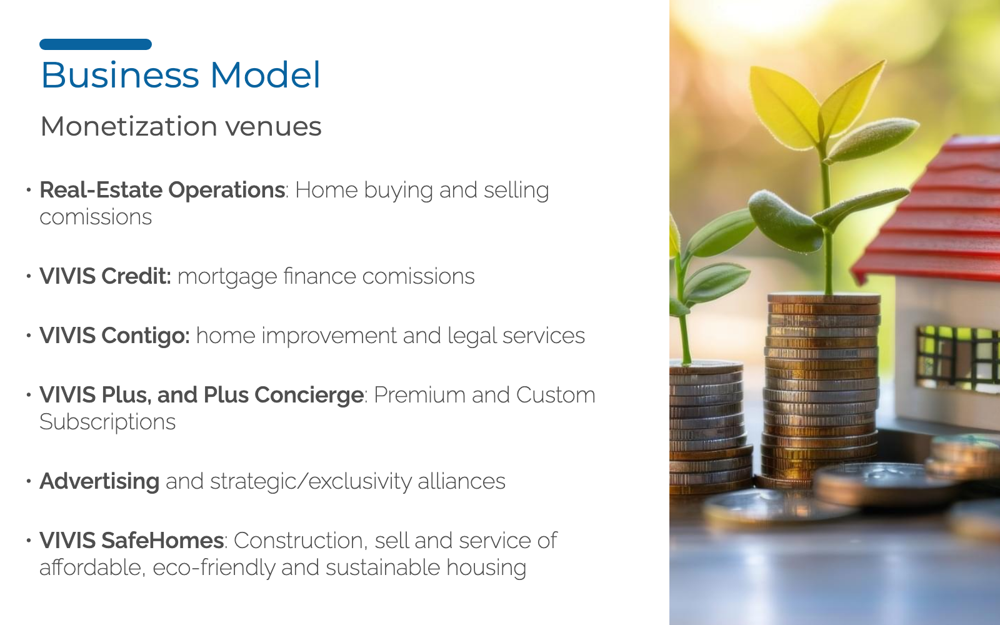 Business Model
Monetization venues
• Real-Estate Operations: Home buying and selling
comissions
• VIVIS Credit: mortgage finance comissions
• VIVIS Contigo: home improvement and legal services
• VIVIS Plus, and Plus Concierge: Premium and Custom
Subscriptions
• Advertising and strategic/exclusivity alliances
• VIVIS SafeHomes: Construction, sell and service of
affordable, eco-friendly and sustainable housing